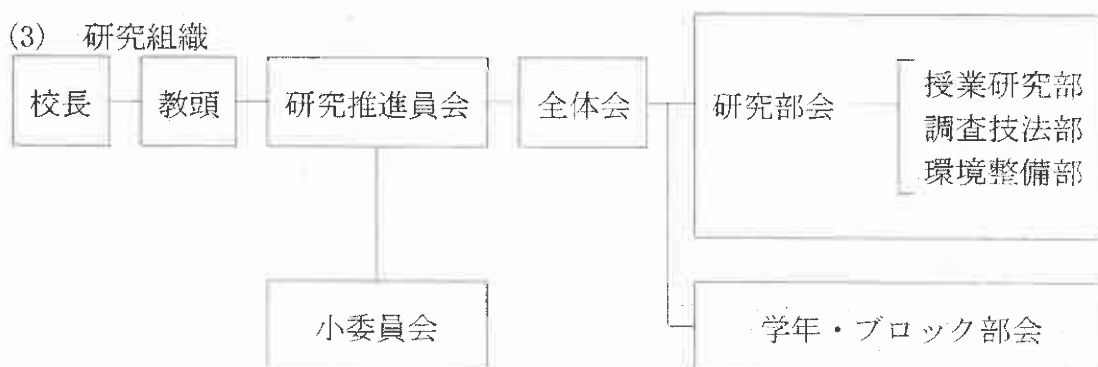 (3) 研究組織
校長
教頭
研究推進員会
全体会
研究部会
授業研究部
調査技法部
環境整備部
小委員会
学年・ブロック部会